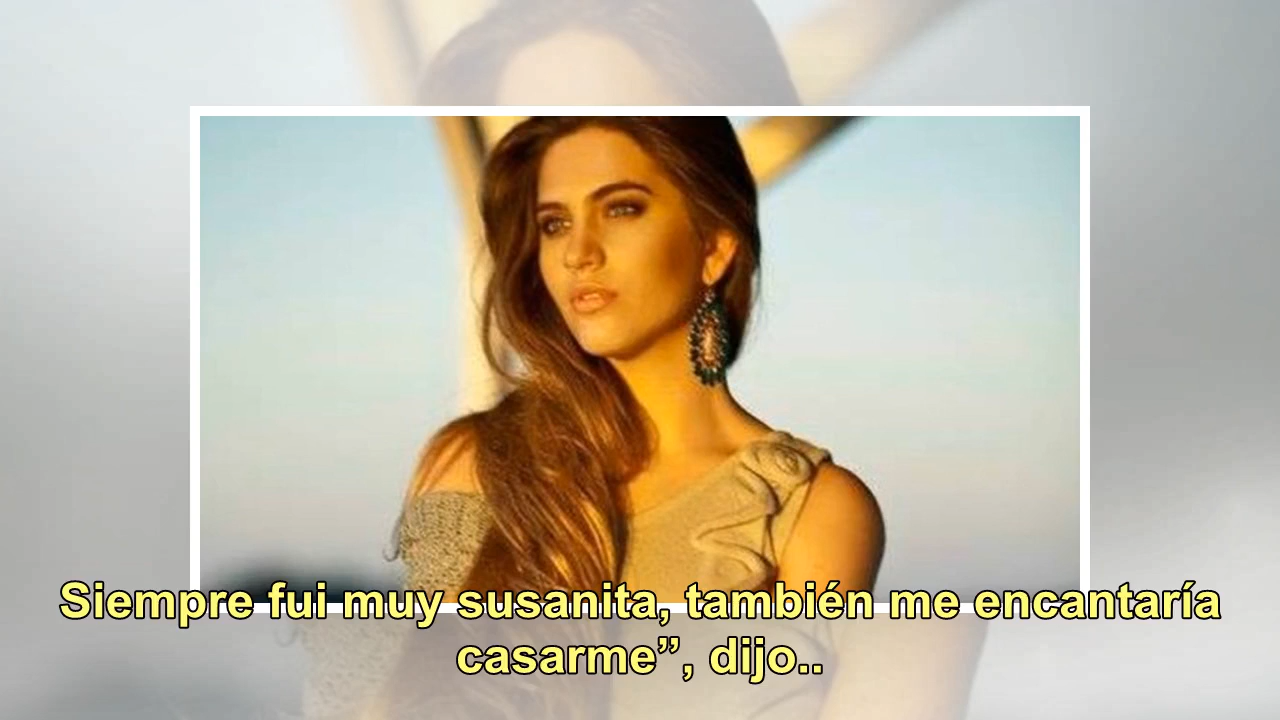 Siempre fui muy susanita, también me encantaría
casarme”, dijo..